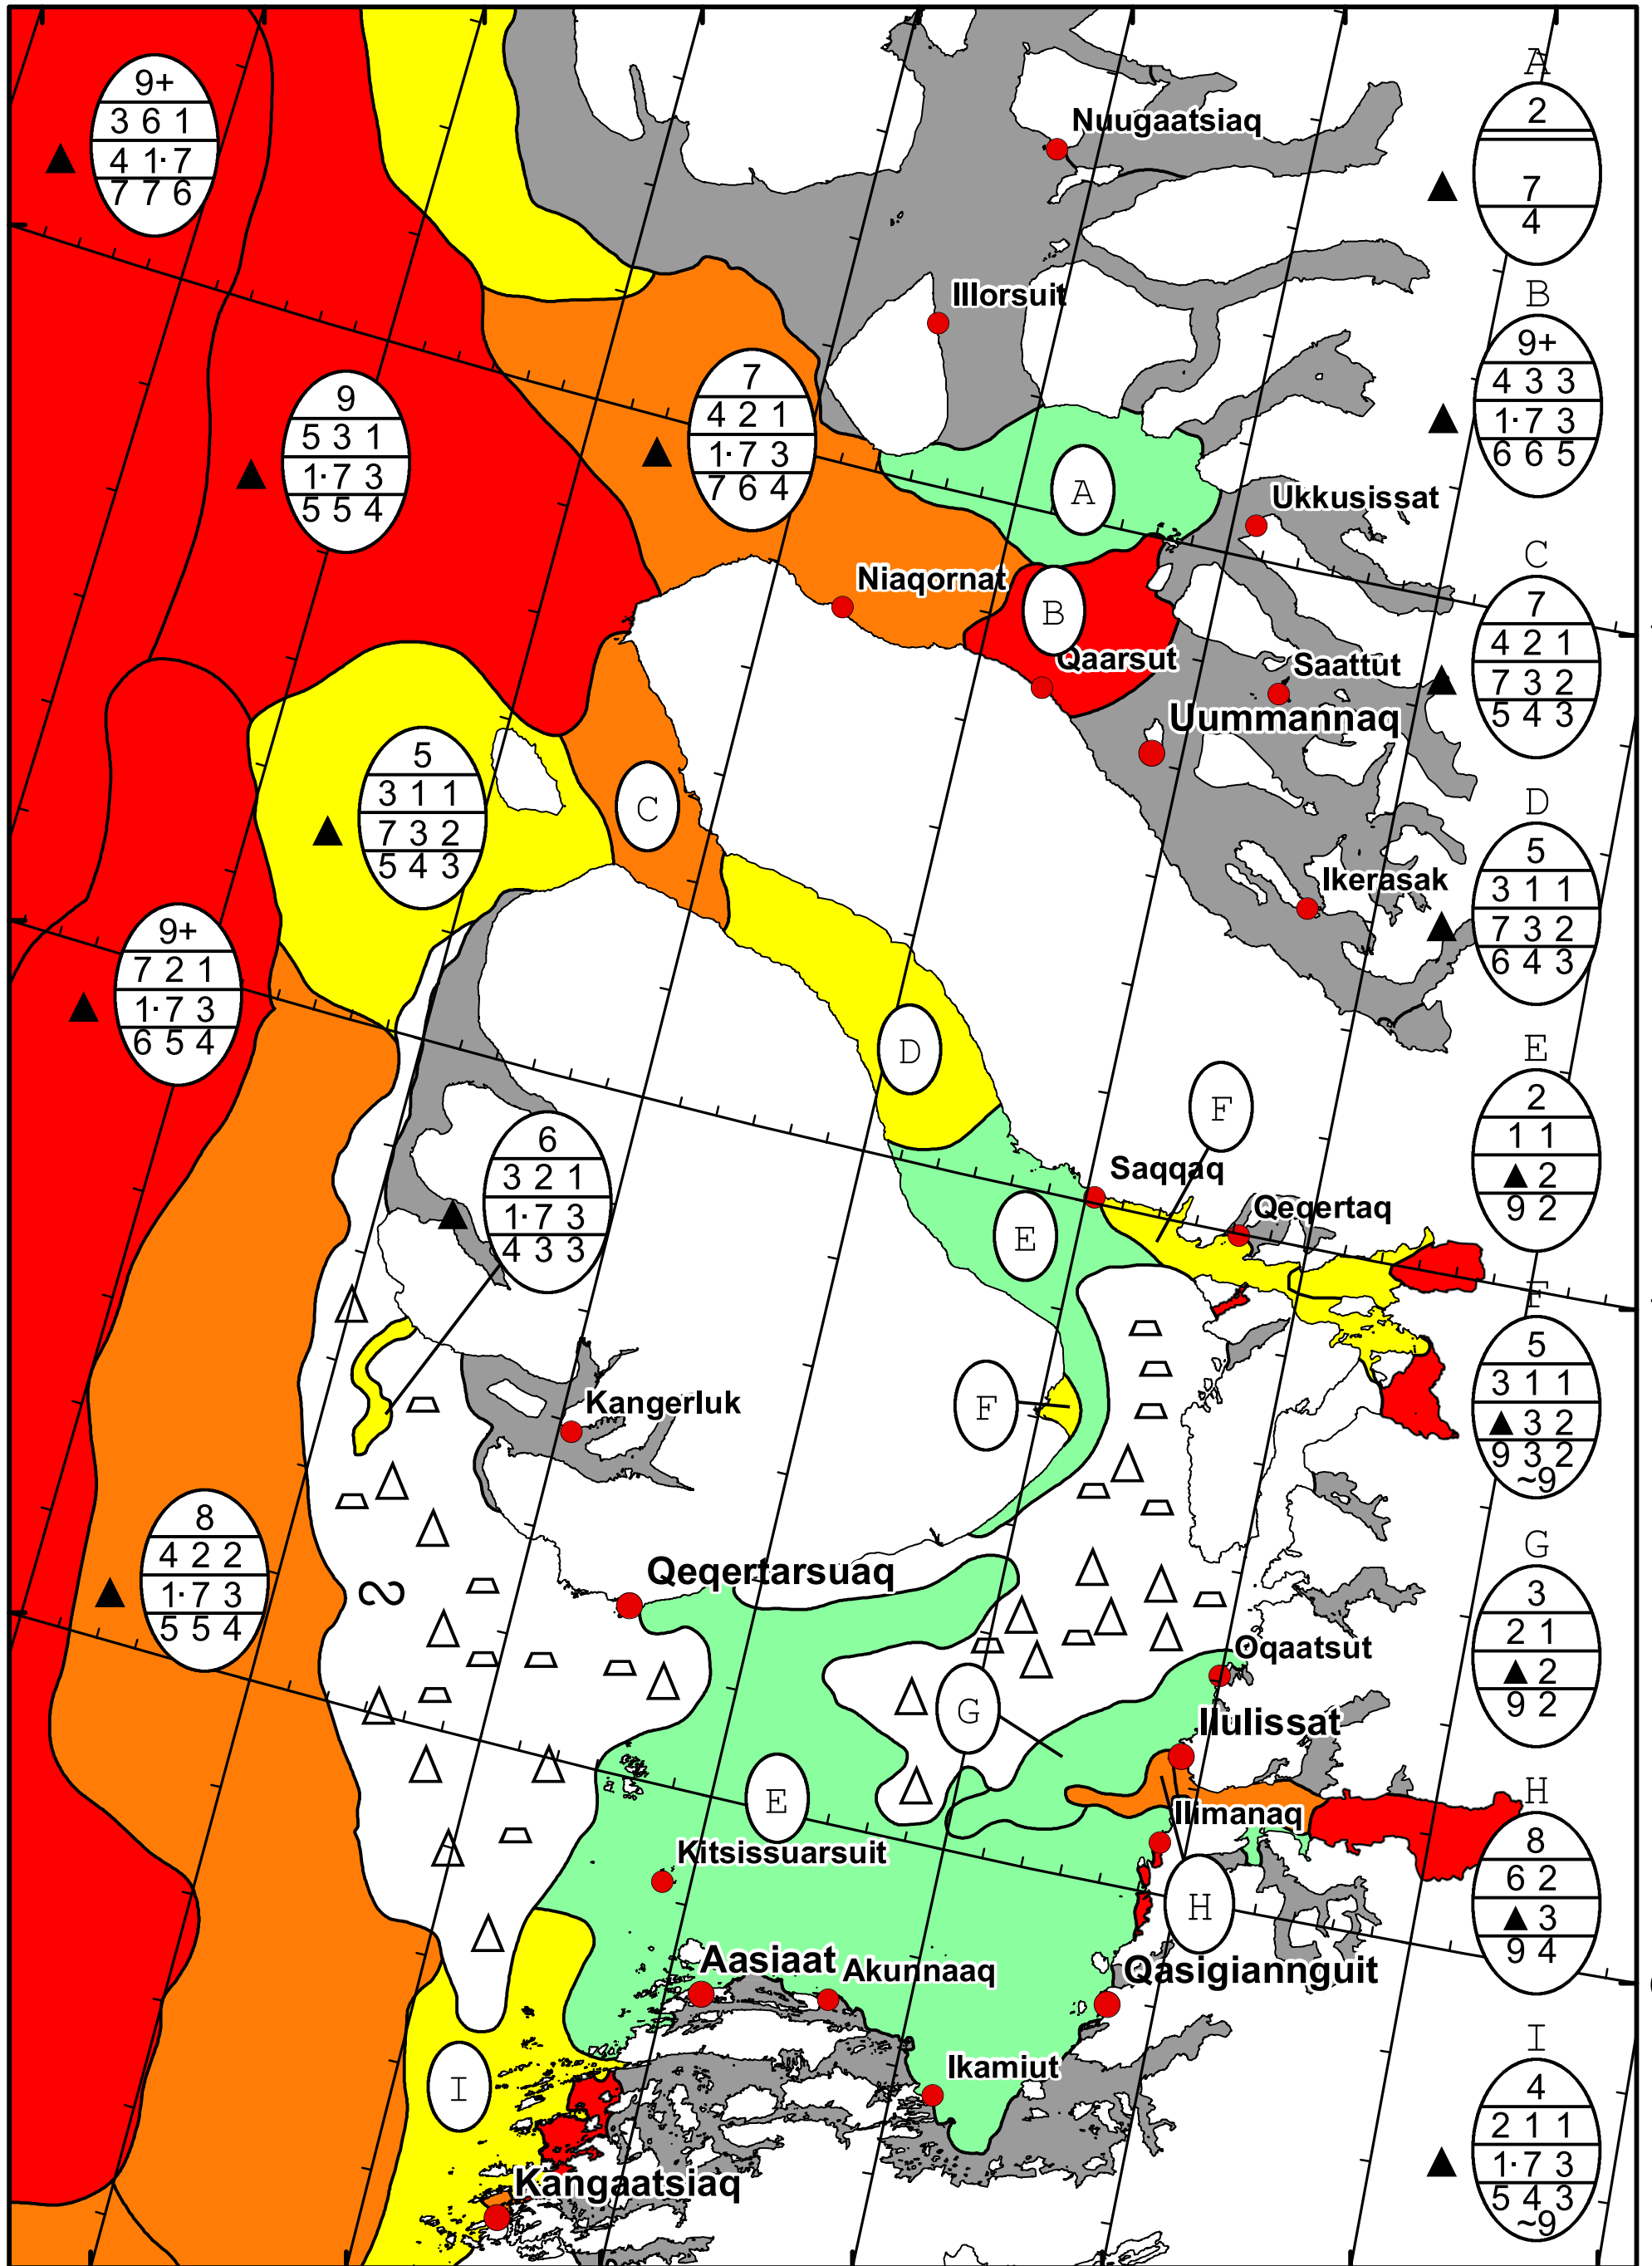 9+
3 6 1
4 1· 7
7 7 6
Nuugaatsiaq
A
2
7
4
Illorsuit
B
9+
4 3 3
1· 7 3
6 6 5
9
5 3 1
1· 7 3
5 5 4
7
4 2 1
1· 7 3
7 6 4
A
Ukkusissat
Niaqornat
B
Qaarsut
Saattut
Uummannaq
C
7
4 2 1
7 3 2
5 4 3
5
3 1 1
7 3 2
5 4 3
C
D
5
3 1 1
7 3 2
6 4 3
Ikerasak
9+
7 2 1
1· 7 3
6 5 4
D
F
E
2
1 1
▲ 2
9 2
6
3 2 1
1· 7 3
4 3 3
Saqqaq
Qeqertaq
E
F
5
3 1 1
▲ 3 2
9 3 2
~9
Kangerluk
F
8
4 2 2
1· 7 3
5 5 4
Qeqertarsuaq
G
3
2 1
▲ 2
9 2
Oqaatsut
G
Ilulissat
E
Ilimanaq
H
8
6 2
▲ 3
9 4
Kitsissuarsuit
H
Aasiaat
Akunnaaq
Qasigiannguit
Ikamiut
I
I
4
2 1 1
1· 7 3
5 4 3
~9
Kangaatsiaq